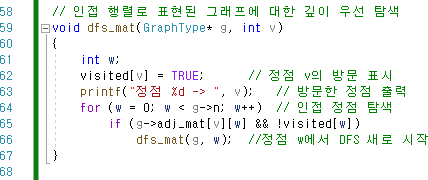 58 // 인접 행렬로 표현된 그래프에 대한 깊이 우선 탐색
59 void dfs_mat(GraphType* g, int v)
60 {
61 int w;
62 visited[v] = TRUE; // 정점 v의 방문 표시
63 printf("정점 %d -> ", v); // 방문한 정점 출력
64 for (w = 0; w < g->n; w++) // 인접 정점 탐색
65 if (g->adj_mat[v][w] && !visited[w])
66 dfs_mat(g, w); //정점 w에서 DFS 새로 시작
67 }
68